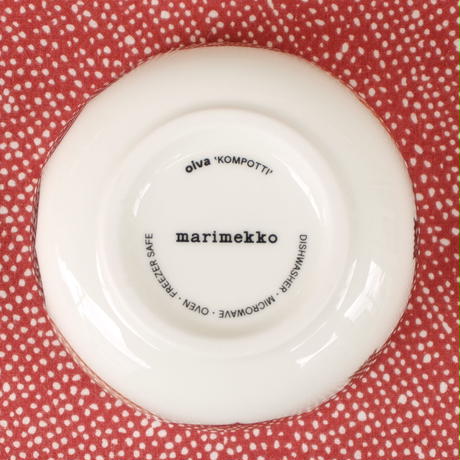 oiva 'KOMPOTTI'
marimekko
DISHWASHER · MICROWAVE · OVEN · FREEZER SAFE